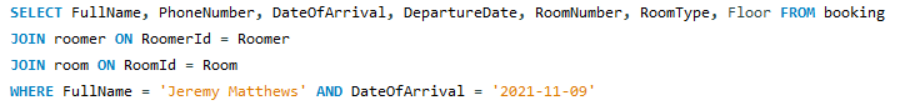 SELECT FullName, PhoneNumber, DateOfArrival, DepartureDate, RoomNumber, RoomType, Floor FROM booking
JOIN roomer ON RoomerId = Roomer
JOIN room ON RoomId = Room
WHERE FullName = 'Jeremy Matthews' AND DateOfArrival = '2021-11-09'